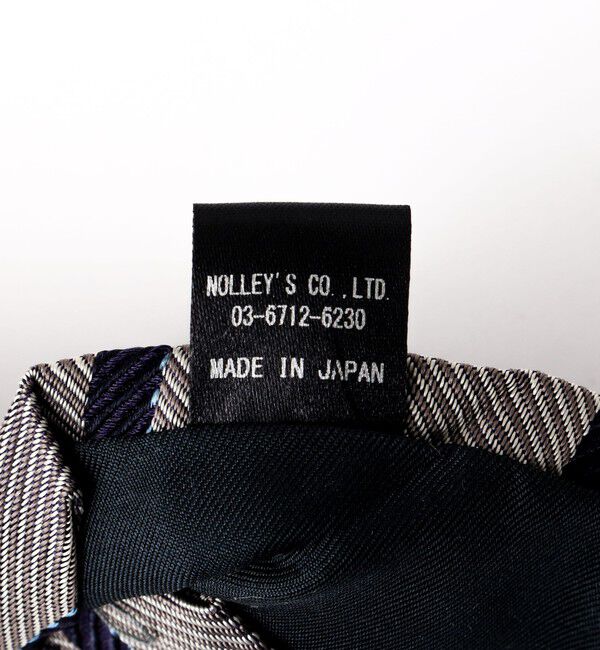 NOLLEY'S CO.,LTD.
03-6712-6230
MADE IN JAPAN